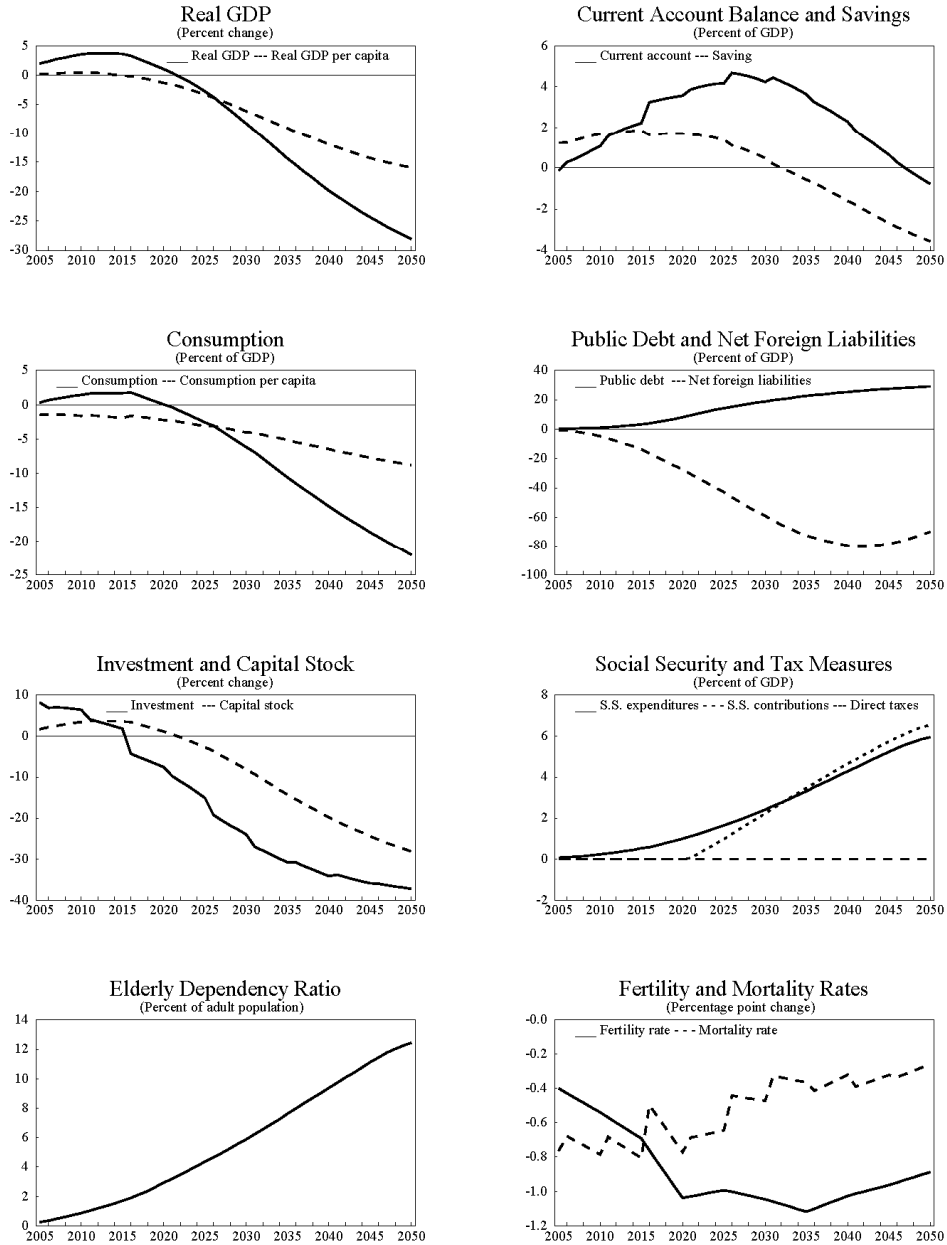 Real GDP
(Percent change)
___ Real GDP --- Real GDP per capita
5
0
-5
-10
-15
-20
-25
-30
2005 2010 2015 2020 2025 2030 2035 2040 2045 2050
Current Account Balance and Savings
(Percent of GDP)
___ Current account --- Saving
6
4
2
0
-2
-4
2005 2010 2015 2020 2025 2030 2035 2040 2045 2050
Consumption
(Percent of GDP)
___ Consumption --- Consumption per capita
5
0
-5
-10
-15
-20
-25
2005 2010 2015 2020 2025 2030 2035 2040 2045 2050
Public Debt and Net Foreign Liabilities
(Percent of GDP)
___ Public debt --- Net foreign liabilities
40
20
0
-20
-40
-60
-80
-100
2005 2010 2015 2020 2025 2030 2035 2040 2045 2050
Investment and Capital Stock
(Percent change)
___ Investment --- Capital stock
10
0
-10
-20
-30
-40
2005 2010 2015 2020 2025 2030 2035 2040 2045 2050
Social Security and Tax Measures
(Percent of GDP)
___ S.S. expenditures - - - S.S. contributions --- Direct taxes
8
6
4
2
0
-2
2005 2010 2015 2020 2025 2030 2035 2040 2045 2050
Elderly Dependency Ratio
(Percent of adult population)
14
12
10
8
6
4
2
0
2005 2010 2015 2020 2025 2030 2035 2040 2045 2050
Fertility and Mortality Rates
(Percentage point change)
___ Fertility rate - - - Mortality rate
-0.0
-0.2
-0.4
-0.6
-0.8
-1.0
-1.2
2005 2010 2015 2020 2025 2030 2035 2040 2045 2050